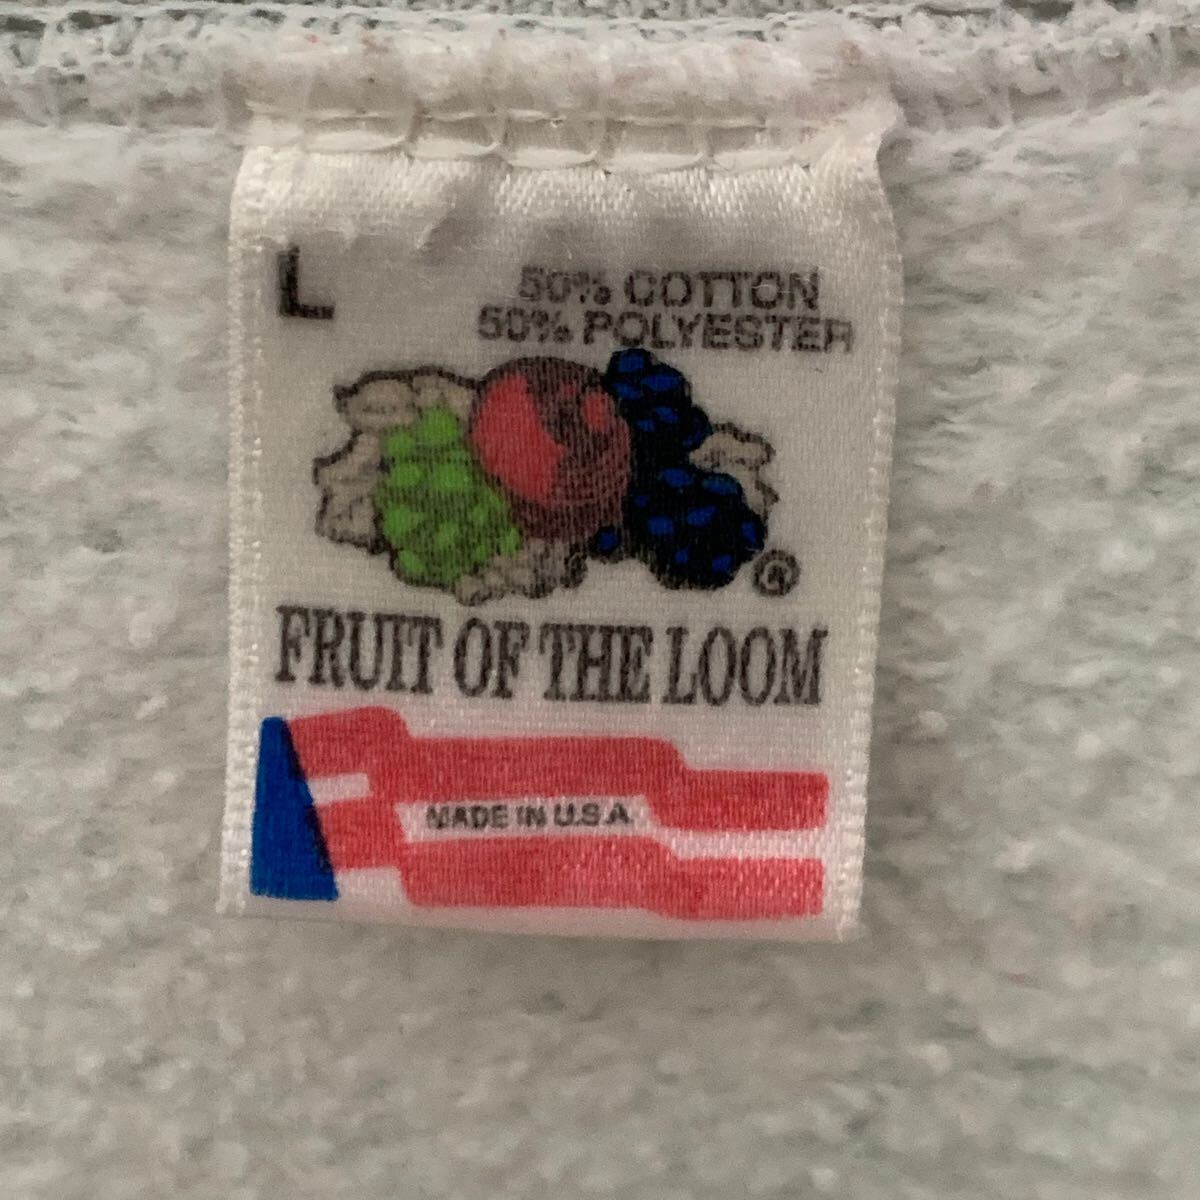 L
50% COTTON
50% POLYESTER
®
FRUIT OF THE LOOM
MADE IN U.S.A.